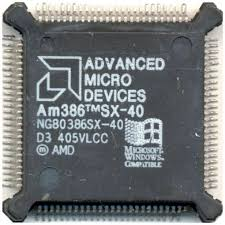 ADVANCED
MICRO
DEVICES
Am386™SX-40
NG80386SX-40
D3 405VLCC
ⓜ AMD
MICROSOFT
WINDOWS
COMPATIBLE